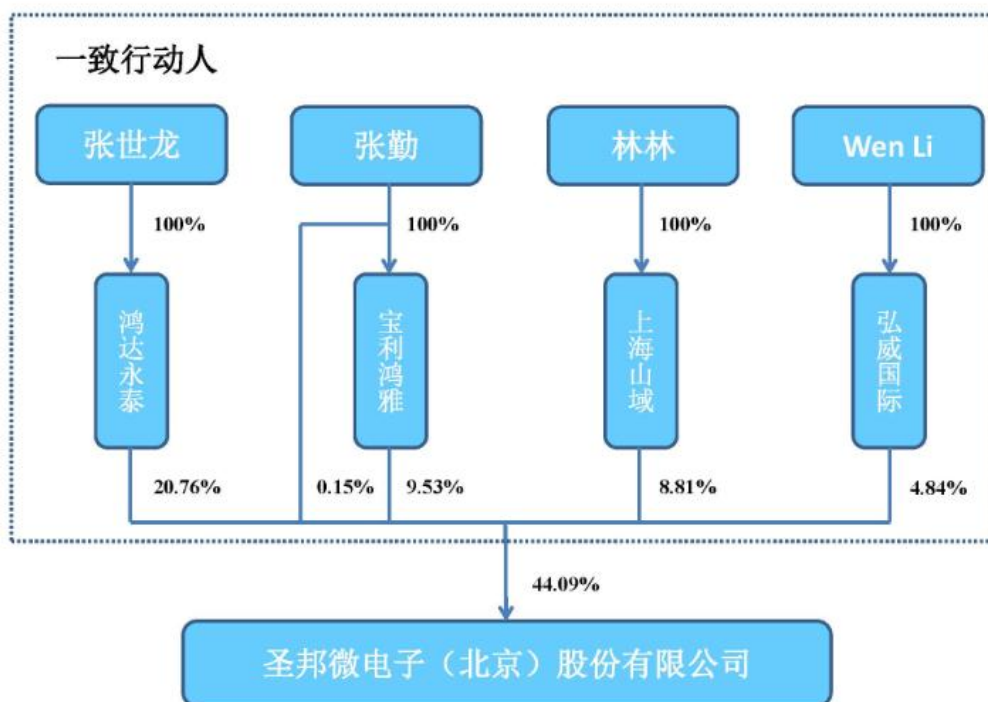 一致行动人
张世龙
张勤
林林
Wen Li
100%
100%
100%
100%
鸿达永泰
宝利鸿雅
上海山域
弘威国际
20.76%
0.15%
9.53%
8.81%
4.84%
44.09%
圣邦微电子（北京）股份有限公司